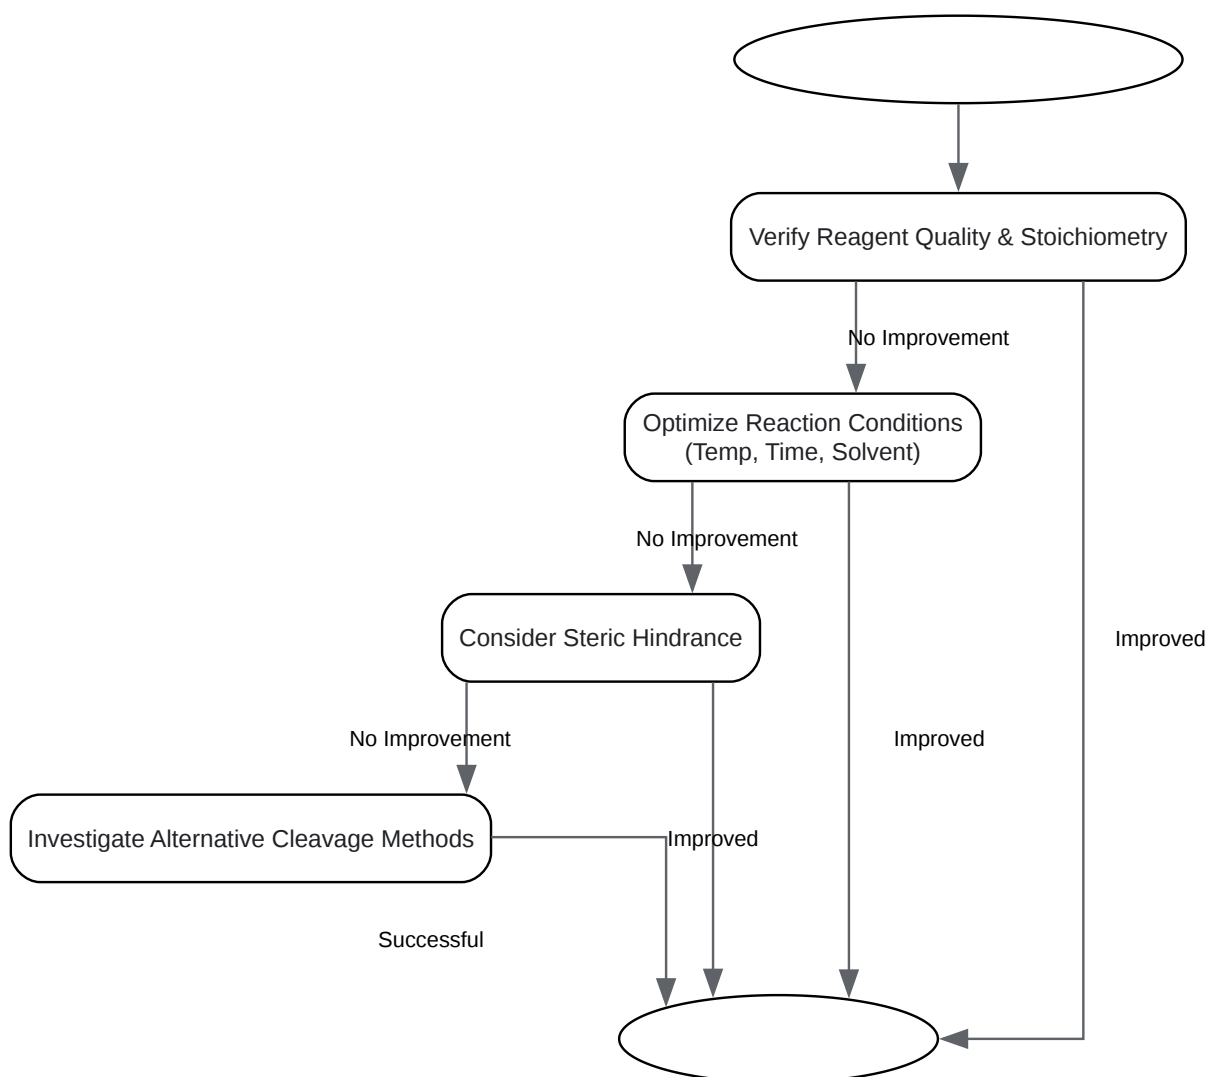 Verify Reagent Quality & Stoichiometry
No Improvement
Optimize Reaction Conditions
(Temp, Time, Solvent)
No Improvement
Consider Steric Hindrance
Improved
No Improvement
Improved
Investigate Alternative Cleavage Methods
Improved
Successful